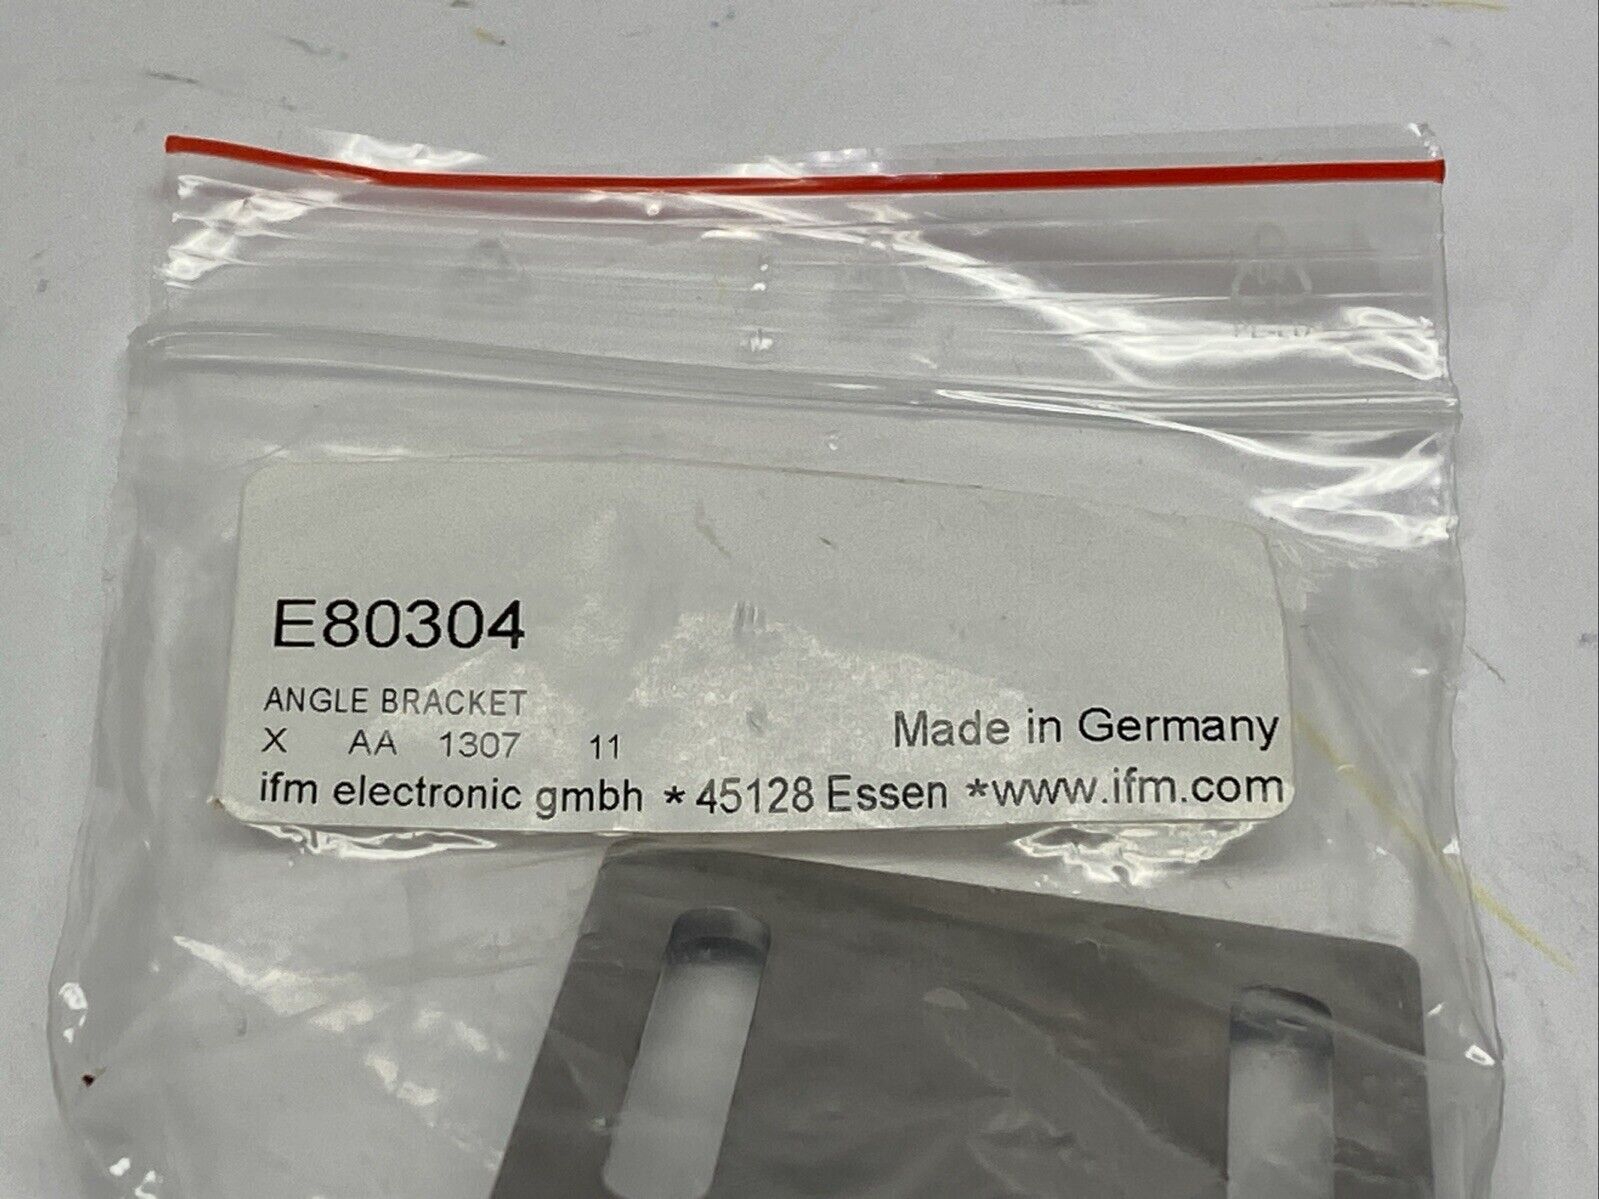 E80304
ANGLE BRACKET
X AA 1307 11
Made in Germany
ifm electronic gmbh * 45128 Essen *www.ifm.com